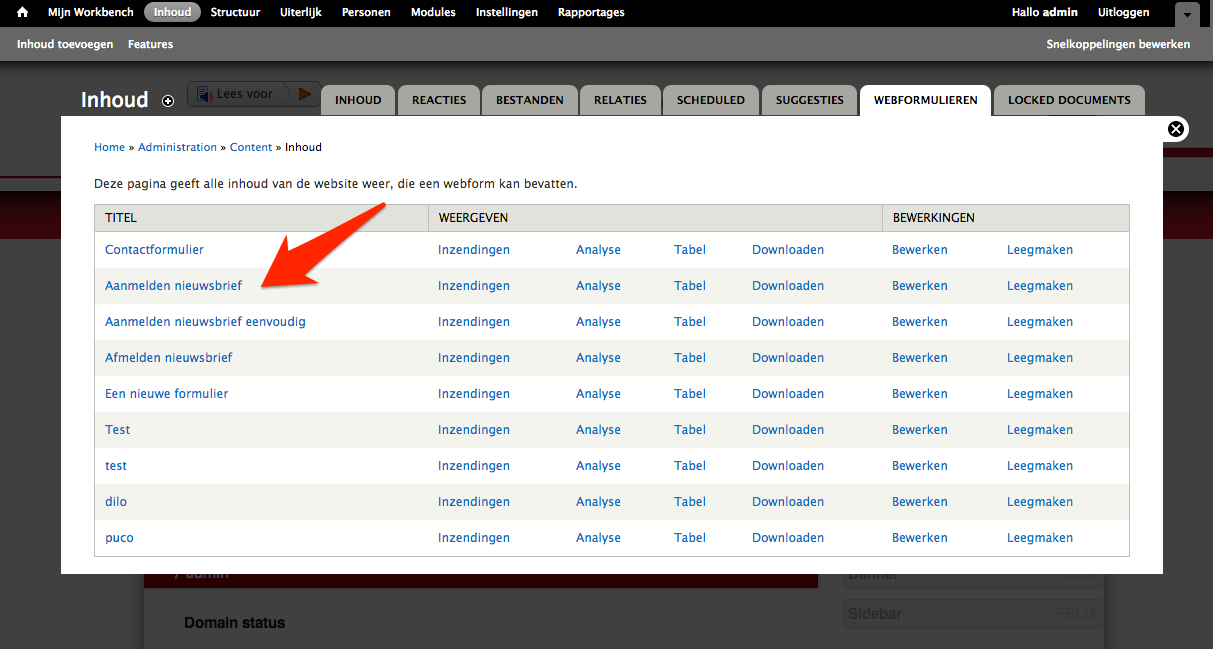 Mijn Workbench Inhoud Structuur Uiterlijk Personen Modules Instellingen Rapportages Hallo admin Uitloggen
Inhoud toevoegen Features Snelkoppelingen bewerken
Inhoud Lees voor INHOUD REACTIES BESTANDEN RELATIES SCHEDULED SUGGESTIES WEBFORMULIEREN LOCKED DOCUMENTS
Home » Administration » Content » Inhoud
Deze pagina geeft alle inhoud van de website weer, die een webform kan bevatten.
TITEL WEERGEVEN BEWERKINGEN
Contactformulier Inzendingen Analyse Tabel Downloaden Bewerken Leegmaken
Aanmelden nieuwsbrief Inzendingen Analyse Tabel Downloaden Bewerken Leegmaken
Aanmelden nieuwsbrief eenvoudig Inzendingen Analyse Tabel Downloaden Bewerken Leegmaken
Afmelden nieuwsbrief Inzendingen Analyse Tabel Downloaden Bewerken Leegmaken
Een nieuwe formulier Inzendingen Analyse Tabel Downloaden Bewerken Leegmaken
Test Inzendingen Analyse Tabel Downloaden Bewerken Leegmaken
test Inzendingen Analyse Tabel Downloaden Bewerken Leegmaken
dilo Inzendingen Analyse Tabel Downloaden Bewerken Leegmaken
puco Inzendingen Analyse Tabel Downloaden Bewerken Leegmaken
/ admin Banner FELIX
Sidebar FELIX
Domain status